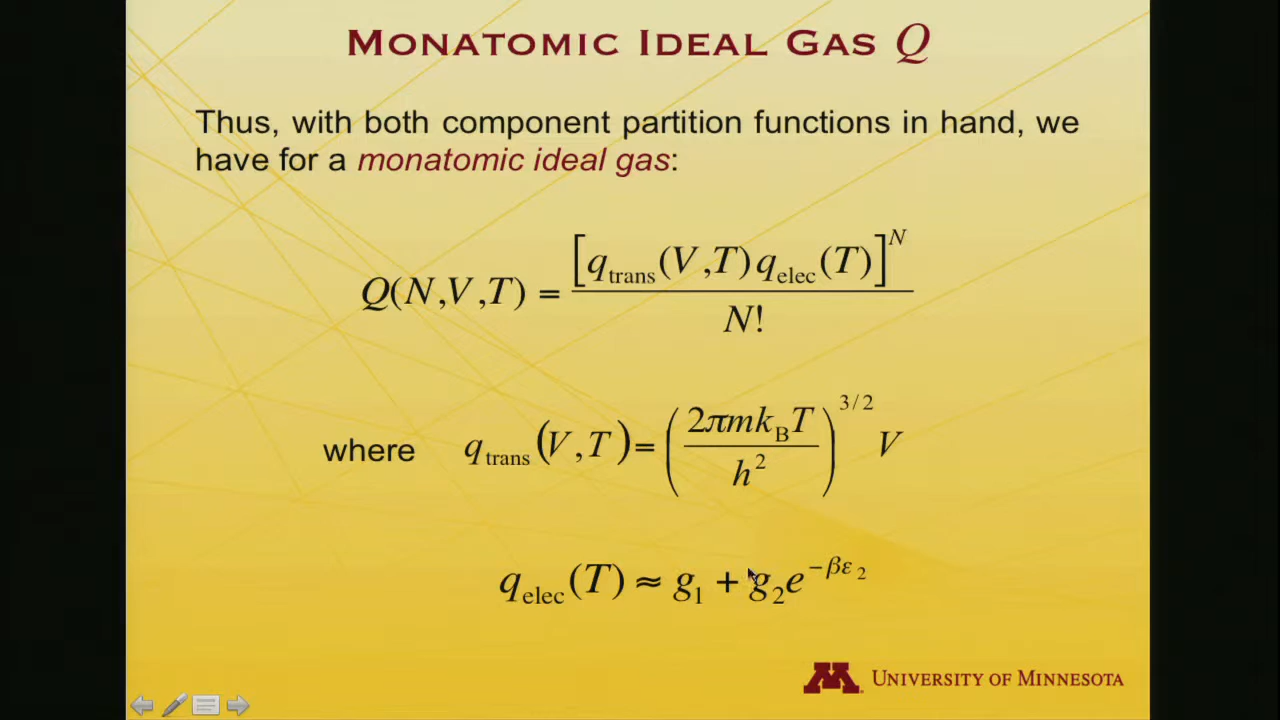 MONATOMIC IDEAL GAS Q
Thus, with both component partition functions in hand, we
have for a monatomic ideal gas:
Q(N,V,T) = [q_trans(V,T) q_elec(T)]^N / N!
where q_trans(V,T) = (2πmk_BT / h^2)^3/2 V
q_elec(T) ≈ g_1 + g_2 e^−βε_2
M UNIVERSITY OF MINNESOTA